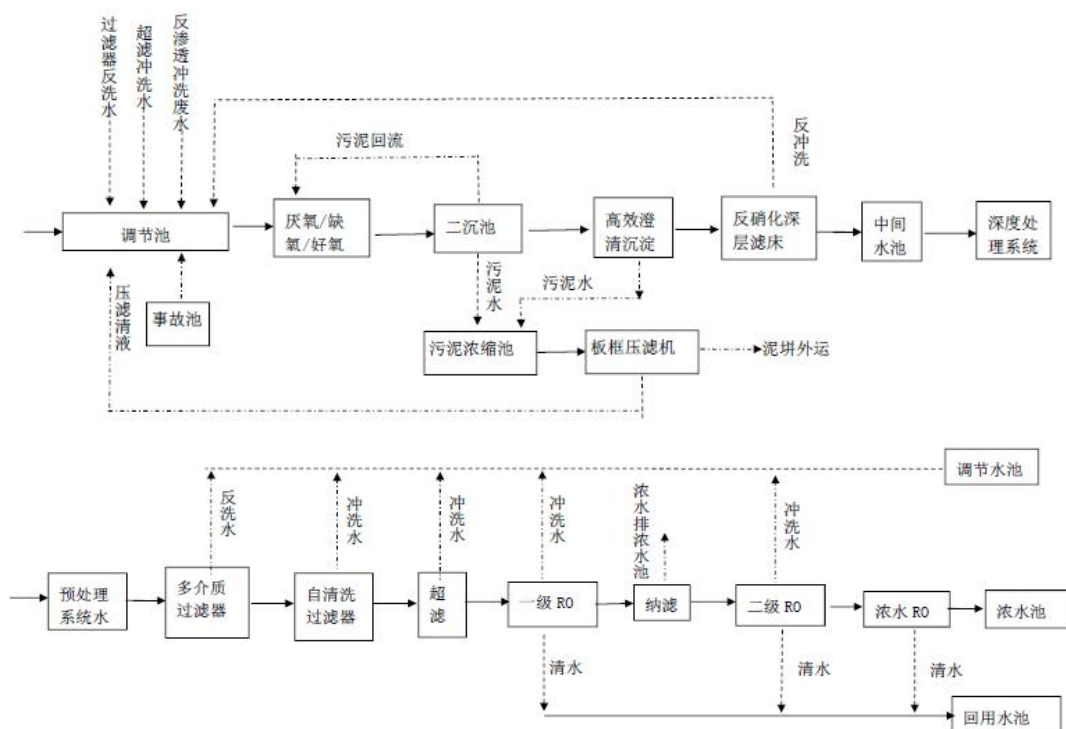 过滤器反洗水
超滤冲洗水
反渗透冲洗废水
反冲洗
污泥回流
调节池
厌氧/缺
氧/好氧
二沉池
高效澄
清沉淀
反硝化深
层滤床
中间
水池
深度处
理系统
压滤清液
事故池
污泥水
污泥水
污泥浓缩池
板框压滤机
泥垪外运
调节水池
反洗水
冲洗水
冲洗水
冲洗水
浓水排浓水池
冲洗水
预处理
系统水
多介质
过滤器
自清洗
过滤器
超
滤
一级 RO
纳滤
二级 RO
浓水 RO
浓水池
清水
清水
清水
回用水池